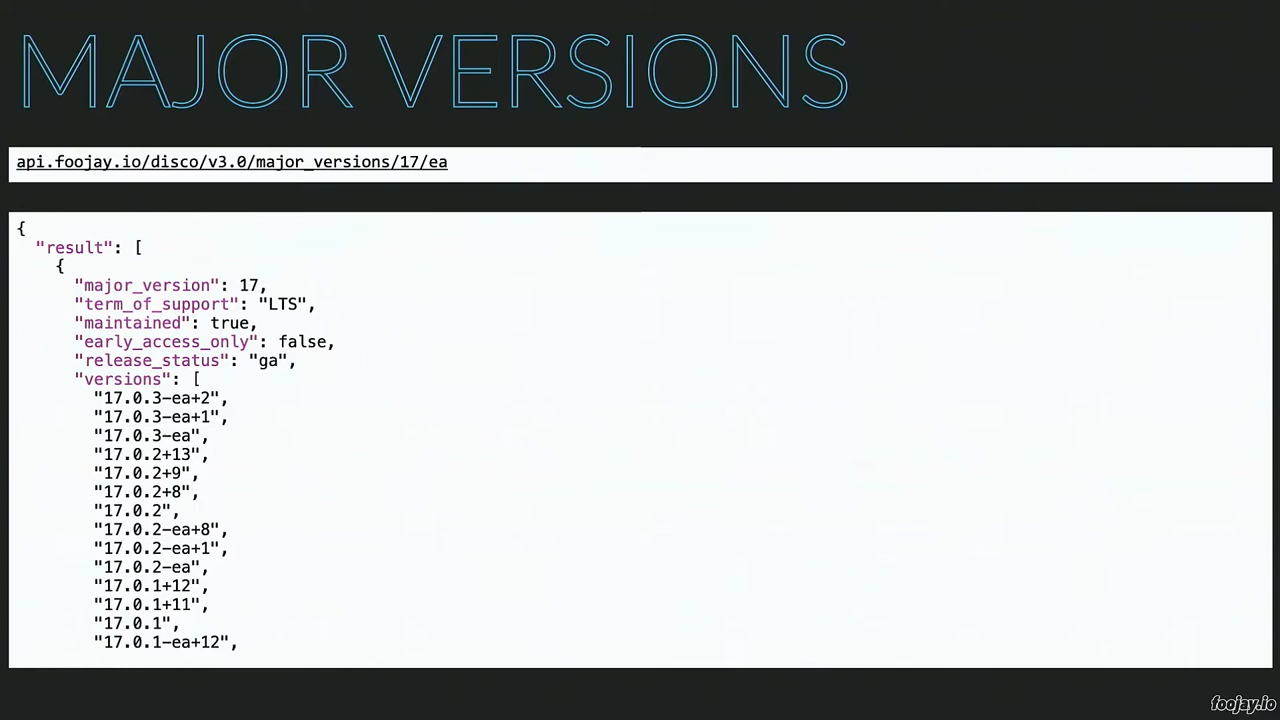 MAJOR VERSIONS
api.foojay.io/disco/v3.0/major_versions/17/ea
{
"result": [
{
"major_version": 17,
"term_of_support": "LTS",
"maintained": true,
"early_access_only": false,
"release_status": "ga",
"versions": [
"17.0.3-ea+2",
"17.0.3-ea+1",
"17.0.3-ea",
"17.0.2+13",
"17.0.2+9",
"17.0.2+8",
"17.0.2",
"17.0.2-ea+8",
"17.0.2-ea+1",
"17.0.2-ea",
"17.0.1+12",
"17.0.1+11",
"17.0.1",
"17.0.1-ea+12",
foojay.io